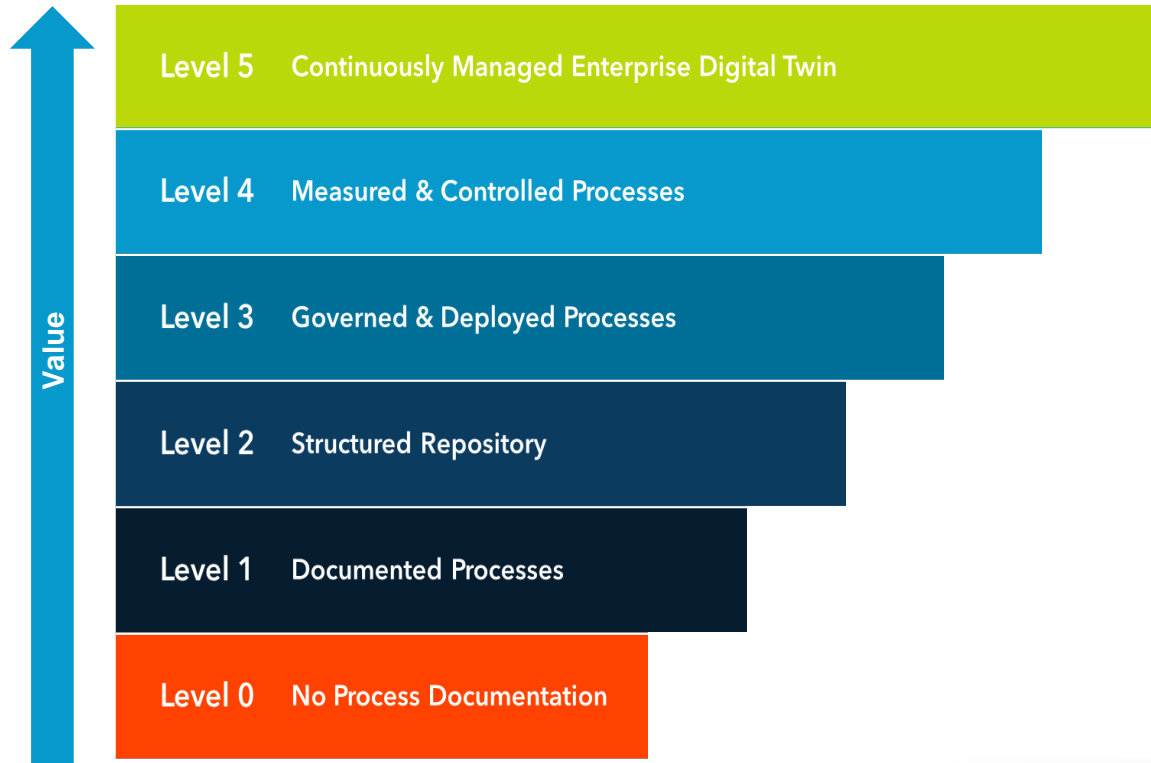 Level 5 Continuously Managed Enterprise Digital Twin
Level 4 Measured & Controlled Processes
Level 3 Governed & Deployed Processes
Value
Level 2 Structured Repository
Level 1 Documented Processes
Level 0 No Process Documentation